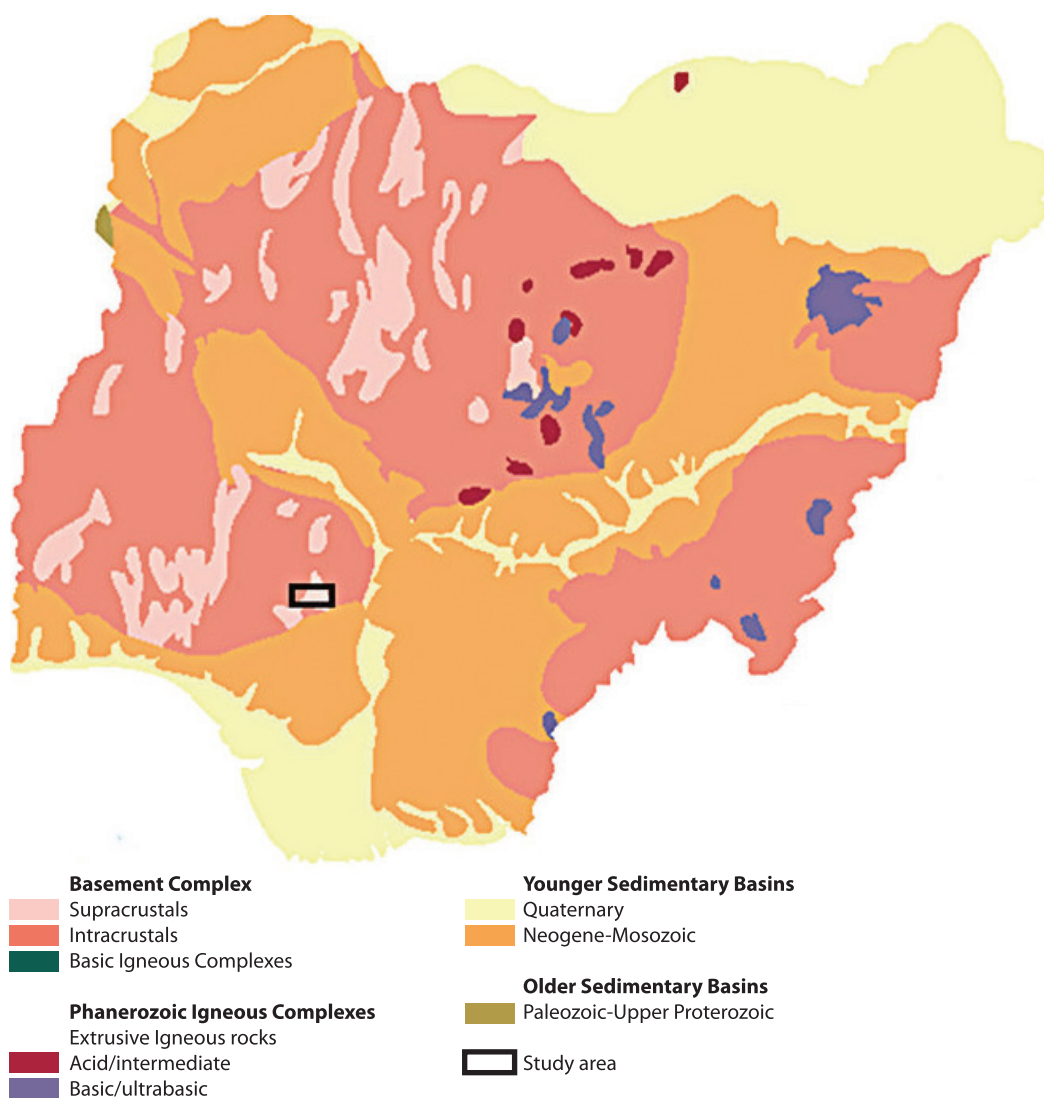 Basement Complex
Supracrustals
Intracrustals
Basic Igneous Complexes
Phanerozoic Igneous Complexes
Extrusive Igneous rocks
Acid/intermediate
Basic/ultrabasic
Younger Sedimentary Basins
Quaternary
Neogene-Mosozoic
Older Sedimentary Basins
Paleozoic-Upper Proterozoic
Study area